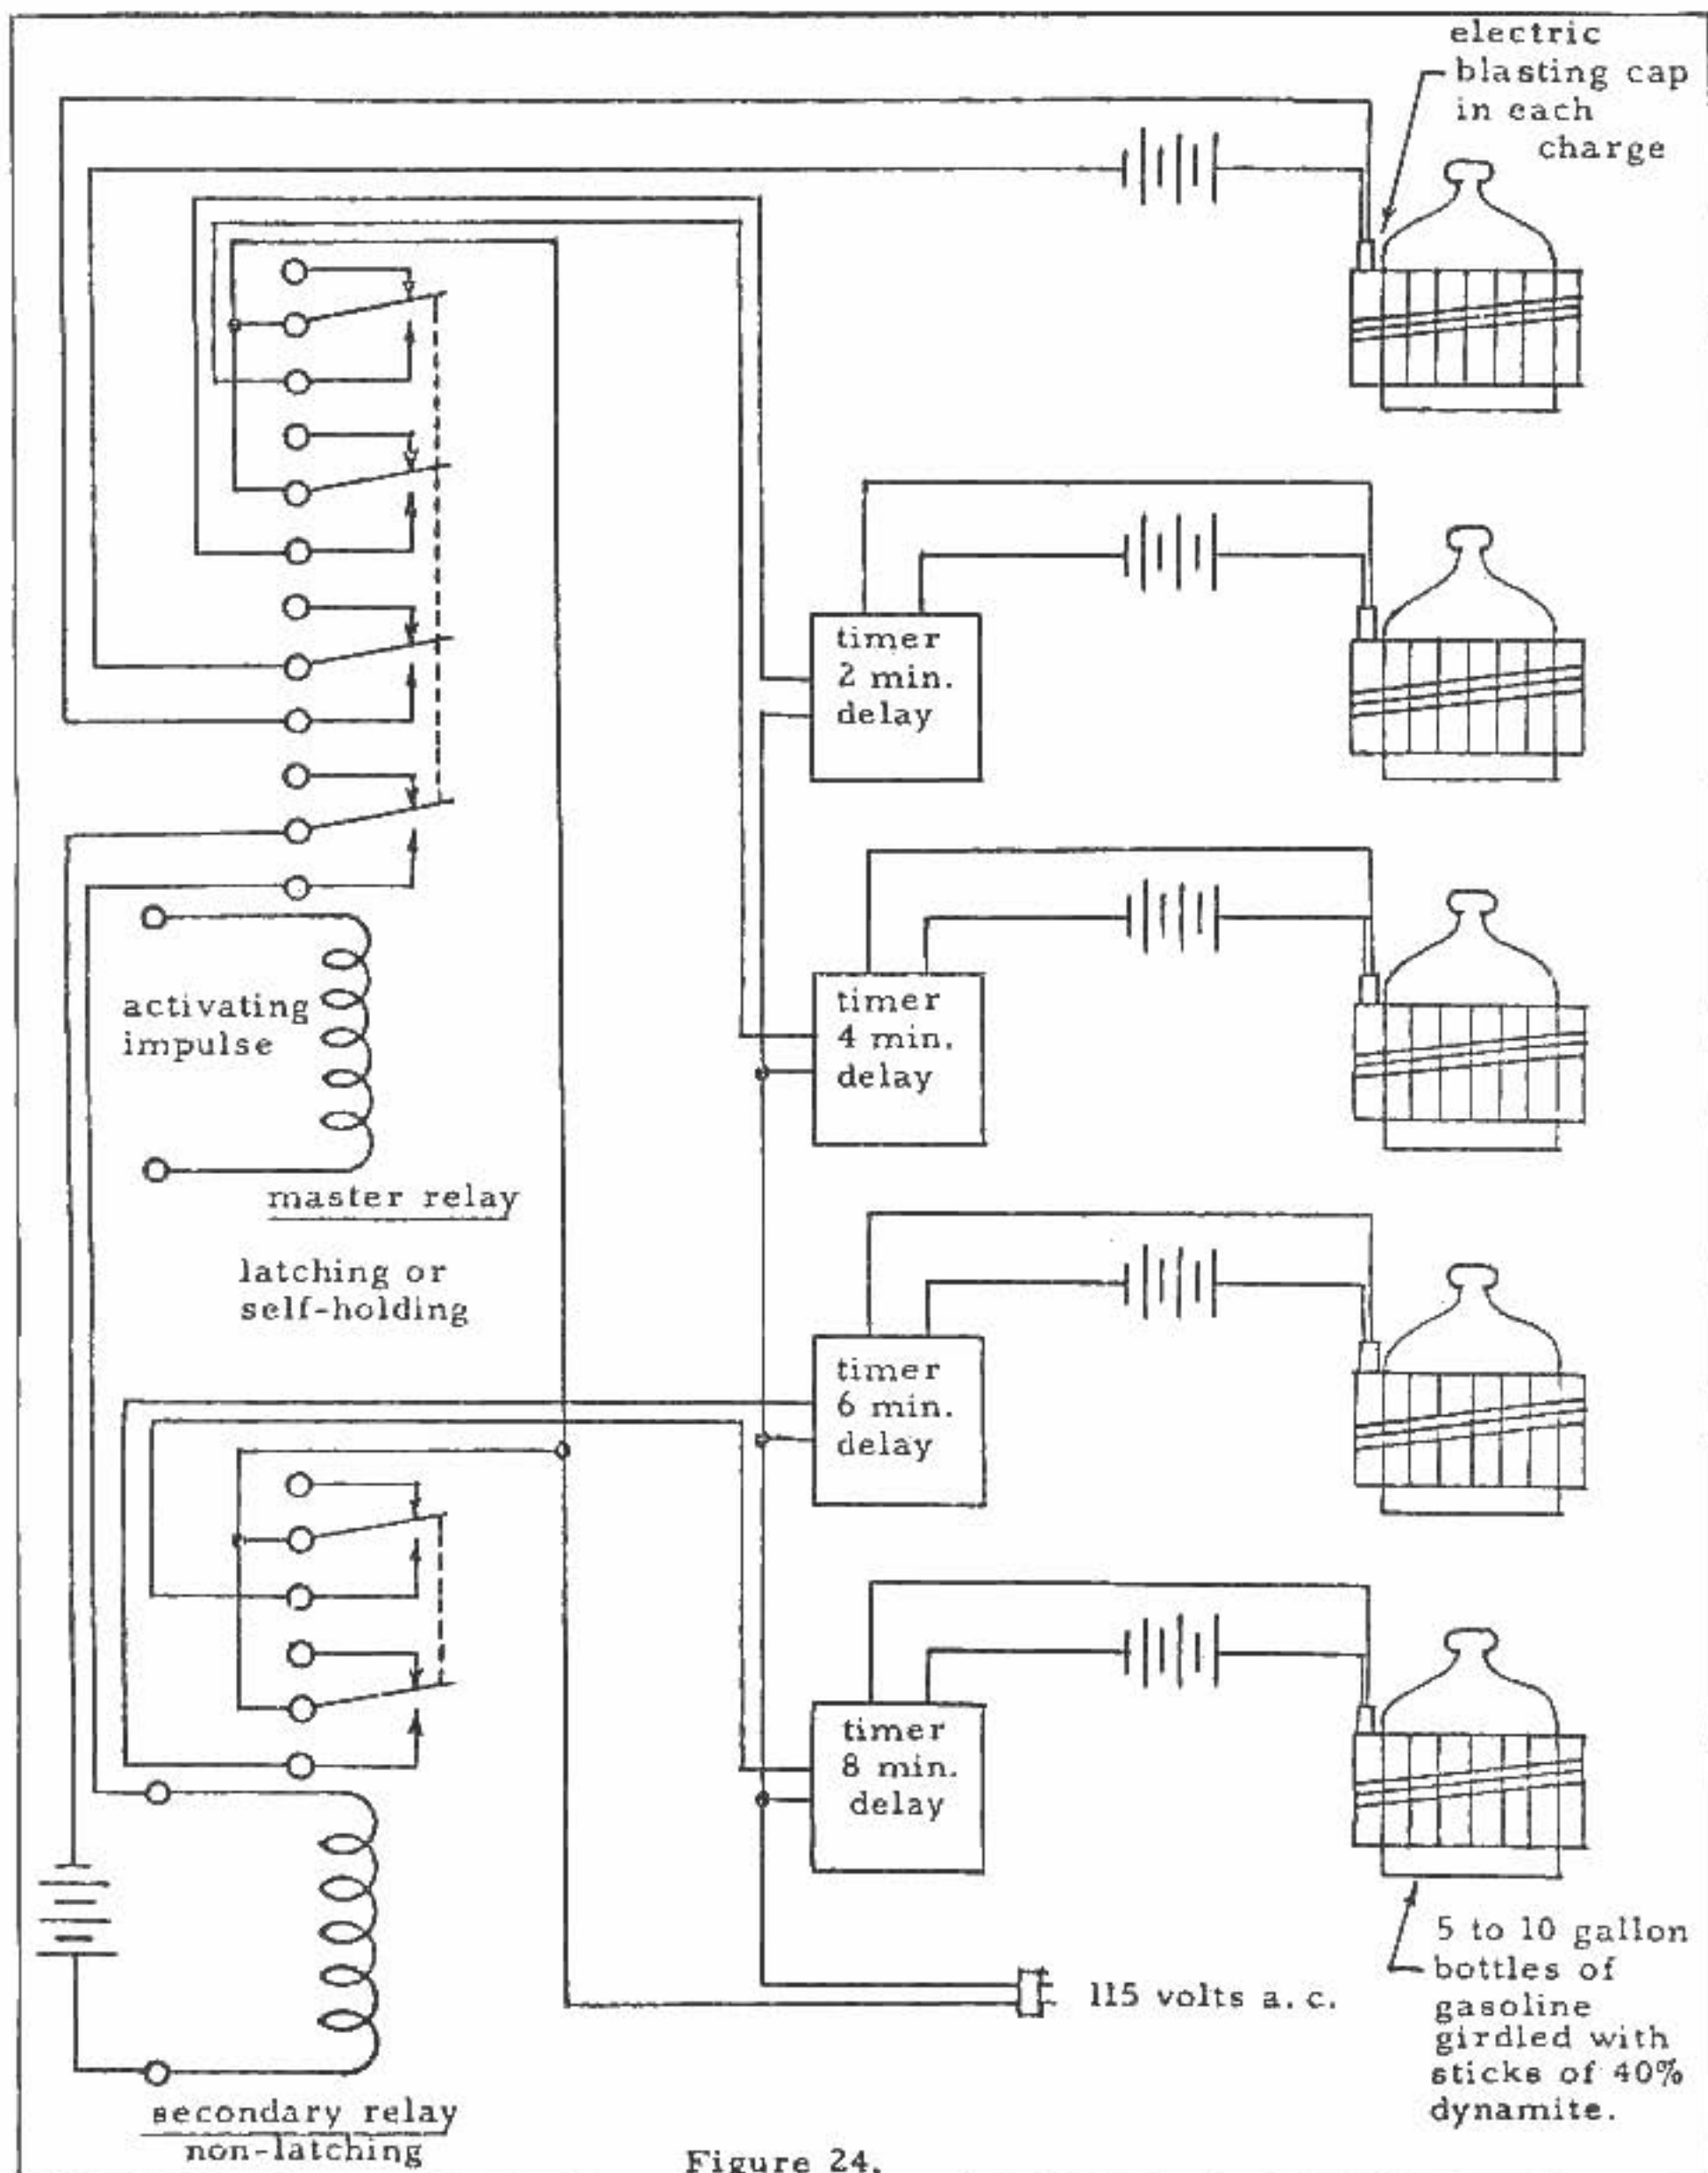 electric
blasting cap
in each
charge
timer
2 min.
delay
timer
4 min.
delay
activating
impulse
master relay
latching or
self-holding
timer
6 min.
delay
timer
8 min.
delay
5 to 10 gallon
bottles of
gasoline
girdled with
sticks of 40%
dynamite.
115 volts a. c.
secondary relay
non-latching
Figure 24.